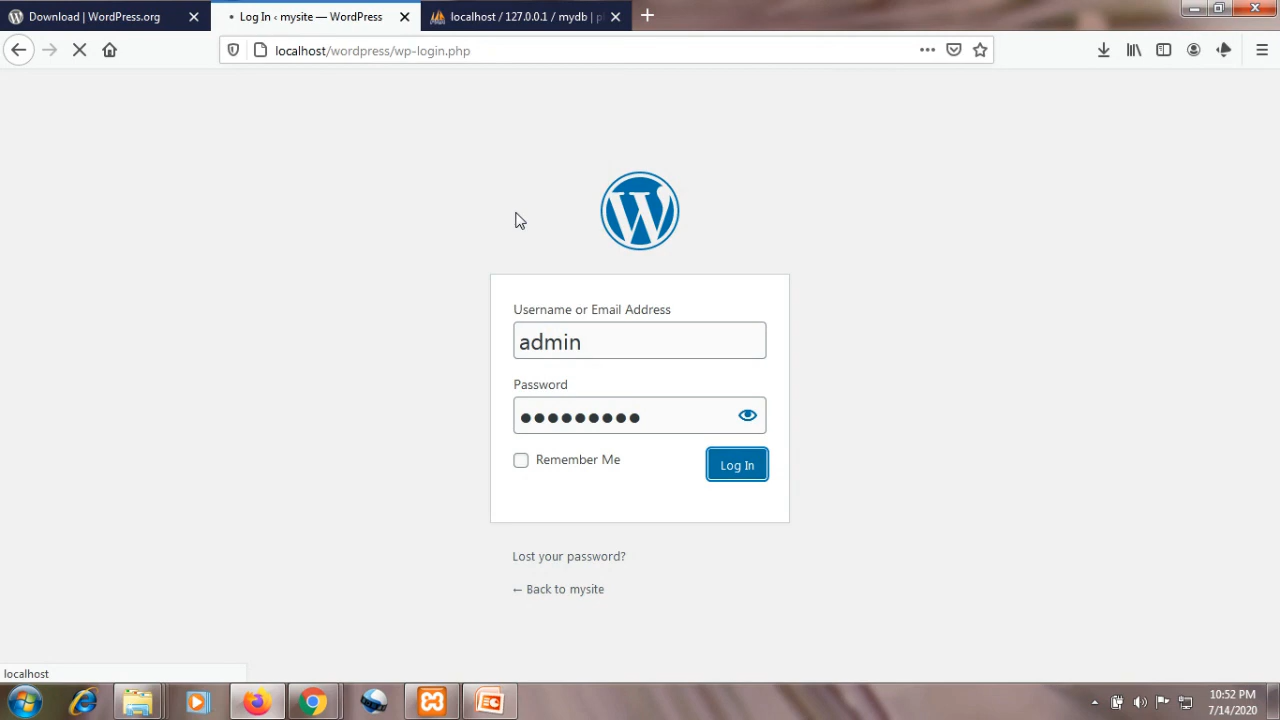 Download | WordPress.org
Log In ‹ mysite — WordPress
localhost / 127.0.0.1 / mydb | p
localhost/wordpress/wp-login.php
Username or Email Address
admin
Password
Remember Me
Log In
Lost your password?
← Back to mysite
localhost
10:52 PM
7/14/2020